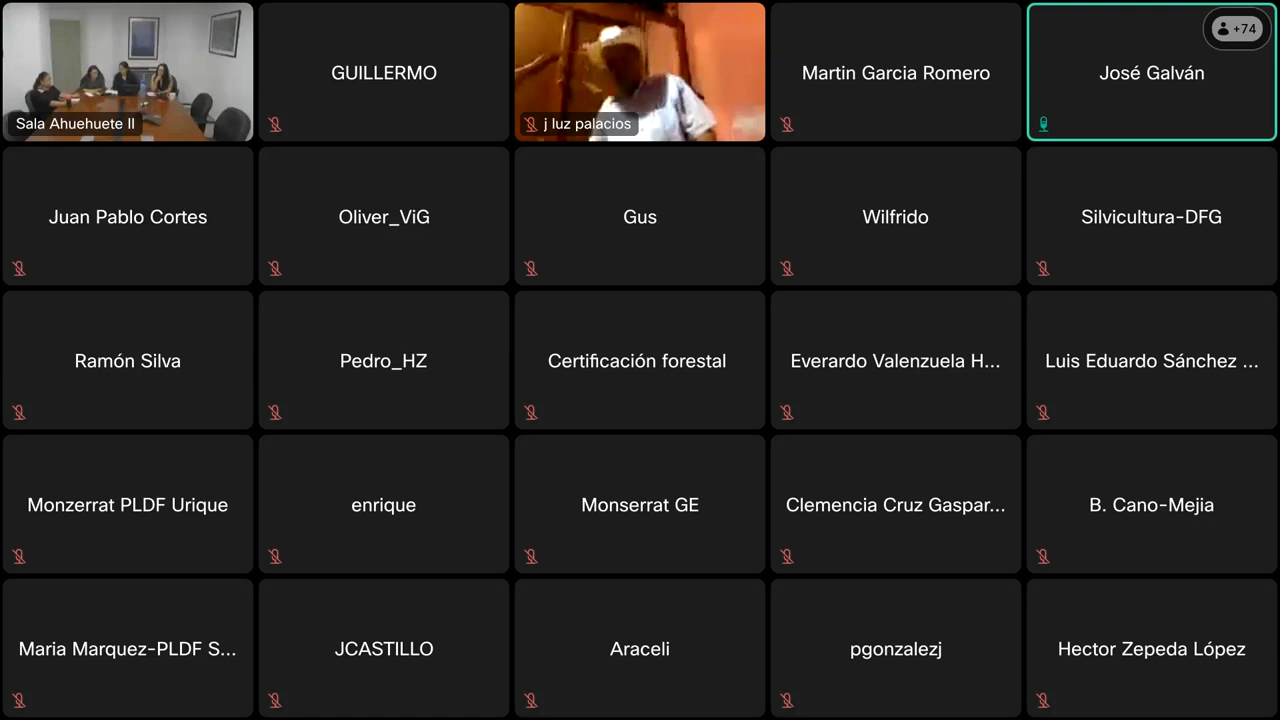 Sala Ahuehuete II
GUILLERMO
j luz palacios
Martin Garcia Romero
+74
José Galván
Juan Pablo Cortes
Oliver_ViG
Gus
Wilfrido
Silvicultura-DFG
Ramón Silva
Pedro_HZ
Certificación forestal
Everardo Valenzuela H...
Luis Eduardo Sánchez ...
Monzerrat PLDF Urique
enrique
Monserrat GE
Clemencia Cruz Gaspar...
B. Cano-Mejia
Maria Marquez-PLDF S...
JCASTILLO
Araceli
pgonzalezj
Hector Zepeda López